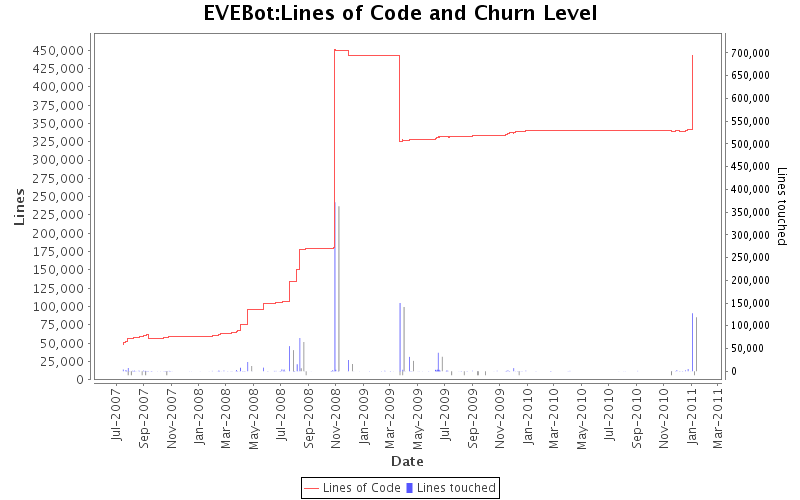 EVEBot:Lines of Code and Churn Level
450,000
425,000
400,000
375,000
350,000
325,000
300,000
275,000
250,000
225,000
200,000
175,000
150,000
125,000
100,000
75,000
50,000
25,000
0
Lines
700,000
650,000
600,000
550,000
500,000
450,000
400,000
350,000
300,000
250,000
200,000
150,000
100,000
50,000
0
Lines touched
Jul-2007
Sep-2007
Nov-2007
Jan-2008
Mar-2008
May-2008
Jul-2008
Sep-2008
Nov-2008
Jan-2009
Mar-2009
May-2009
Jul-2009
Sep-2009
Nov-2009
Jan-2010
Mar-2010
May-2010
Jul-2010
Sep-2010
Nov-2010
Jan-2011
Mar-2011
Date
Lines of Code
Lines touched